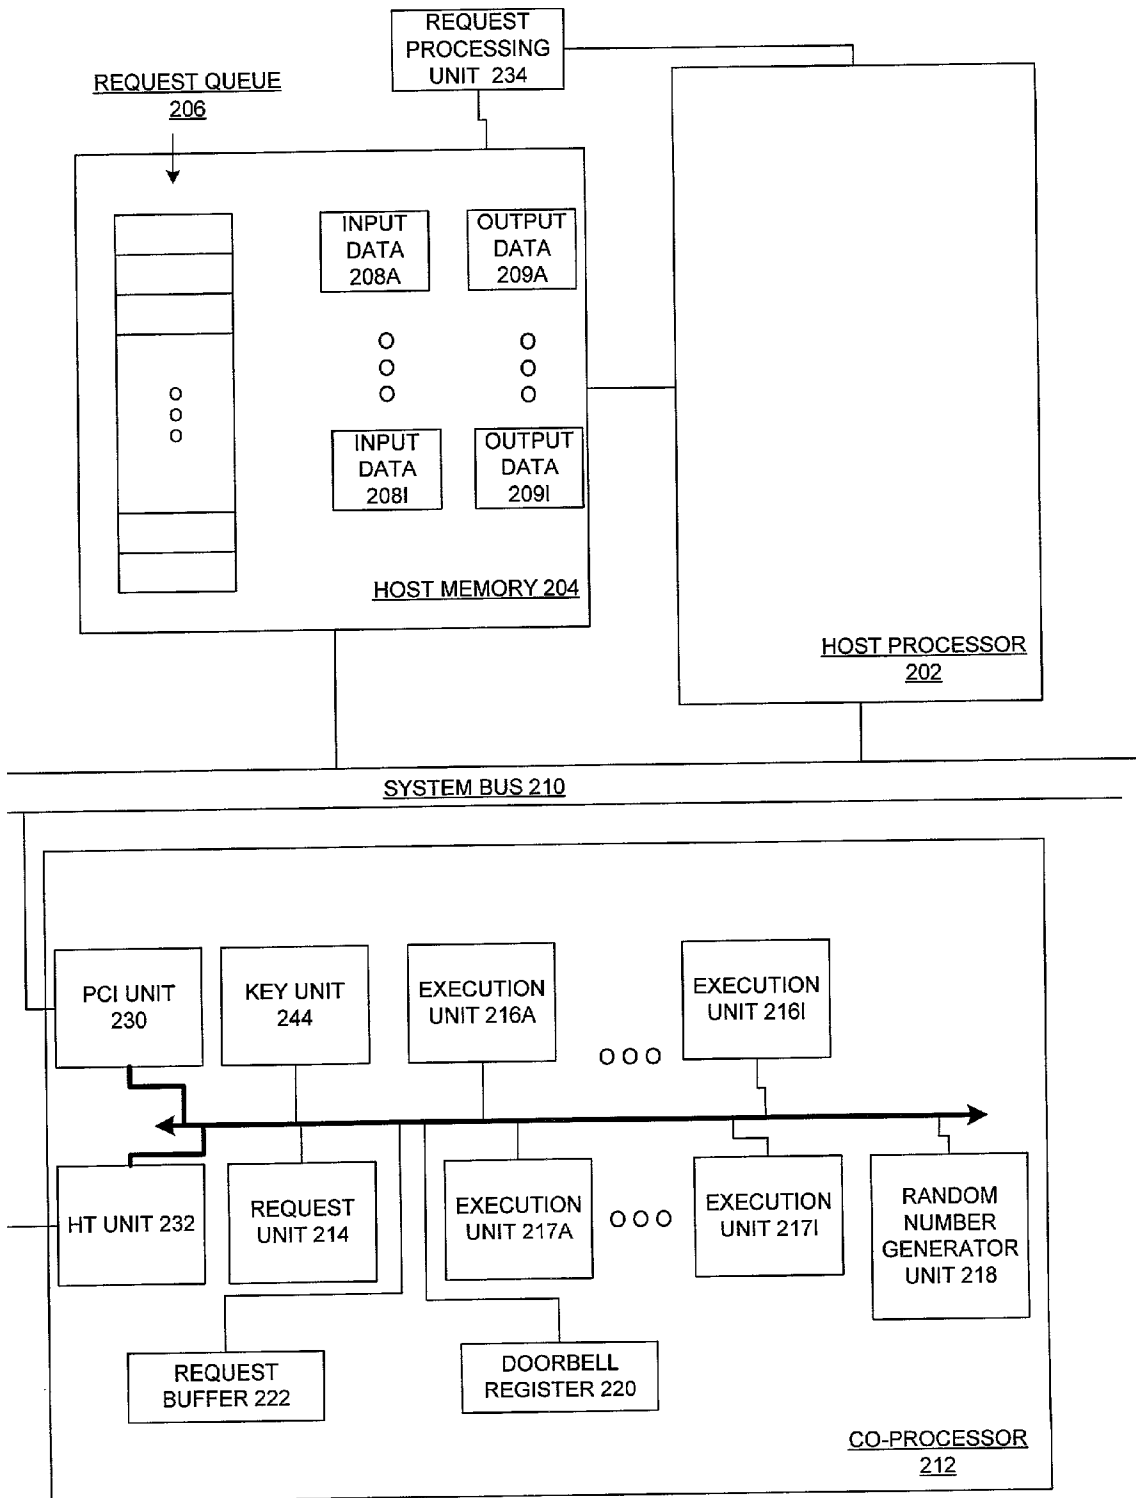 REQUEST
PROCESSING
UNIT 234
REQUEST QUEUE
206
INPUT
DATA
208A
OUTPUT
DATA
209A
O
O
O
O
O
O
O
O
O
INPUT
DATA
208I
OUTPUT
DATA
209I
HOST MEMORY 204
HOST PROCESSOR
202
SYSTEM BUS 210
PCI UNIT
230
KEY UNIT
244
EXECUTION
UNIT 216A
O O O
EXECUTION
UNIT 216I
HT UNIT 232
REQUEST
UNIT 214
EXECUTION
UNIT 217A
O O O
EXECUTION
UNIT 217I
RANDOM
NUMBER
GENERATOR
UNIT 218
REQUEST
BUFFER 222
DOORBELL
REGISTER 220
CO-PROCESSOR
212